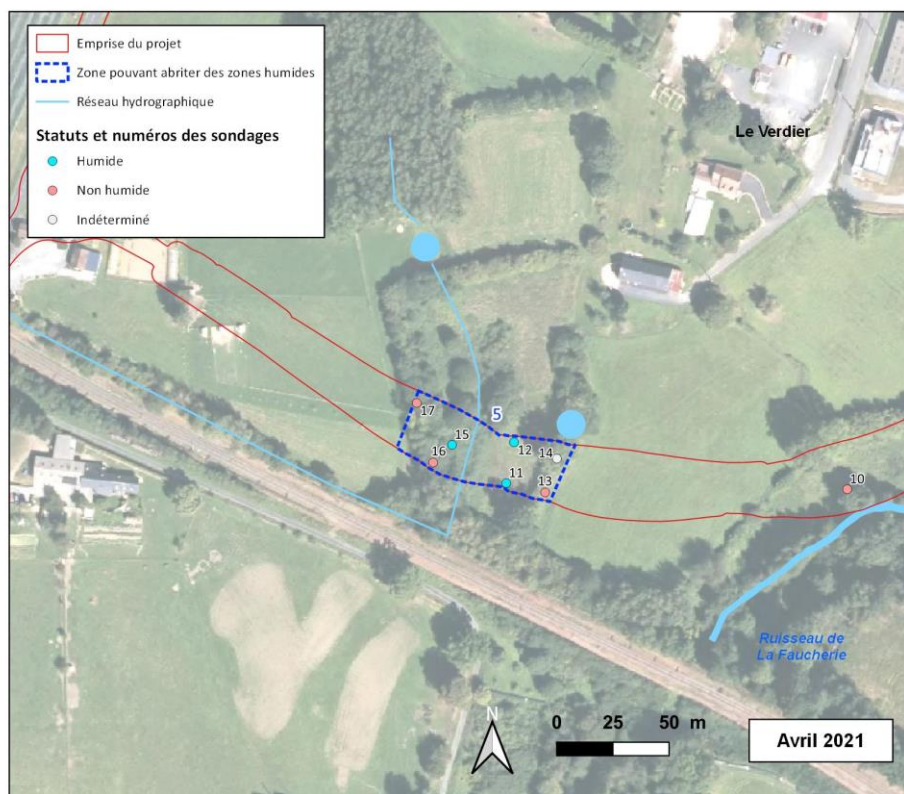 Emprise du projet
Zone pouvant abriter des zones humides
Réseau hydrographique
Statuts et numéros des sondages
Humide
Non humide
Indéterminé
Le Verdier
17
5
15
12
14
16
11
13
10
Ruisseau de
La Faucherie
N
0 25 50 m
Avril 2021